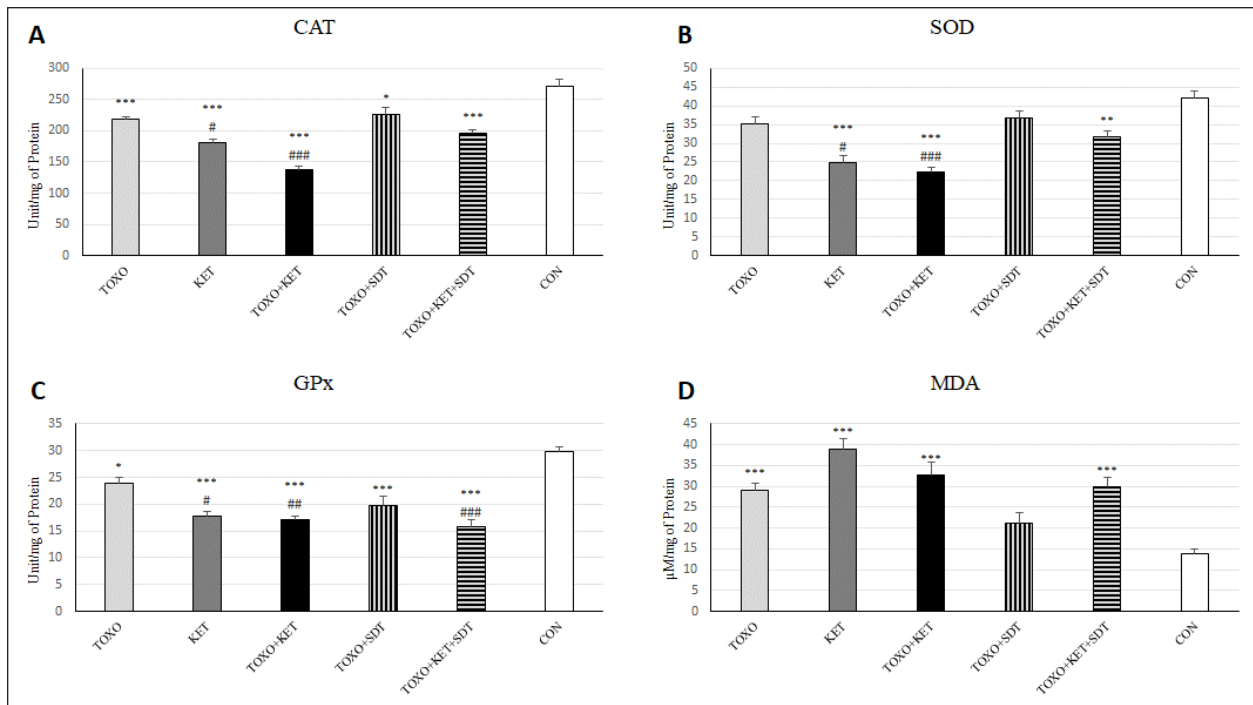 A
CAT
Unit/mg of Protein
300
250
200
150
100
50
0
***
***
#
***
###
*
***
TOXO
KET
TOXO+KET
TOXO+SDT
TOXO+KET+SDT
CON
B
SOD
Unit/mg of Protein
50
45
40
35
30
25
20
15
10
5
0
***
#
***
###
**
TOXO
KET
TOXO+KET
TOXO+SDT
TOXO+KET+SDT
CON
C
GPx
Unit/mg of Protein
35
30
25
20
15
10
5
0
*
***
#
***
##
***
***
###
TOXO
KET
TOXO+KET
TOXO+SDT
TOXO+KET+SDT
CON
D
MDA
µM/mg of Protein
45
40
35
30
25
20
15
10
5
0
***
***
***
***
TOXO
KET
TOXO+KET
TOXO+SDT
TOXO+KET+SDT
CON